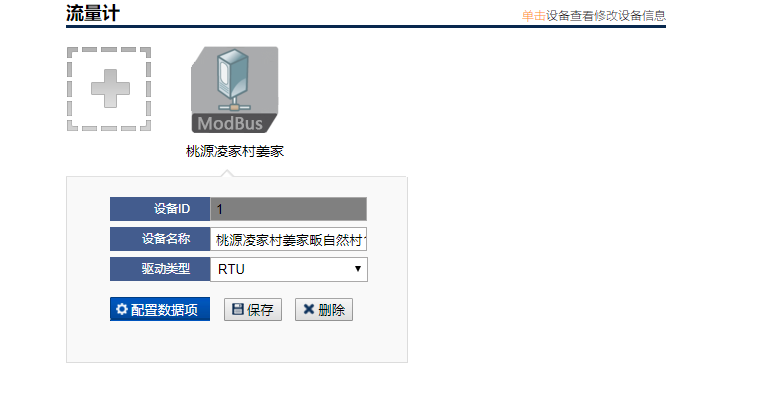 流量计
单击设备查看修改设备信息
ModBus
桃源凌家村姜家
设备ID 1
设备名称 桃源凌家村姜家畈自然村
驱动类型 RTU
配置数据项 保存 删除